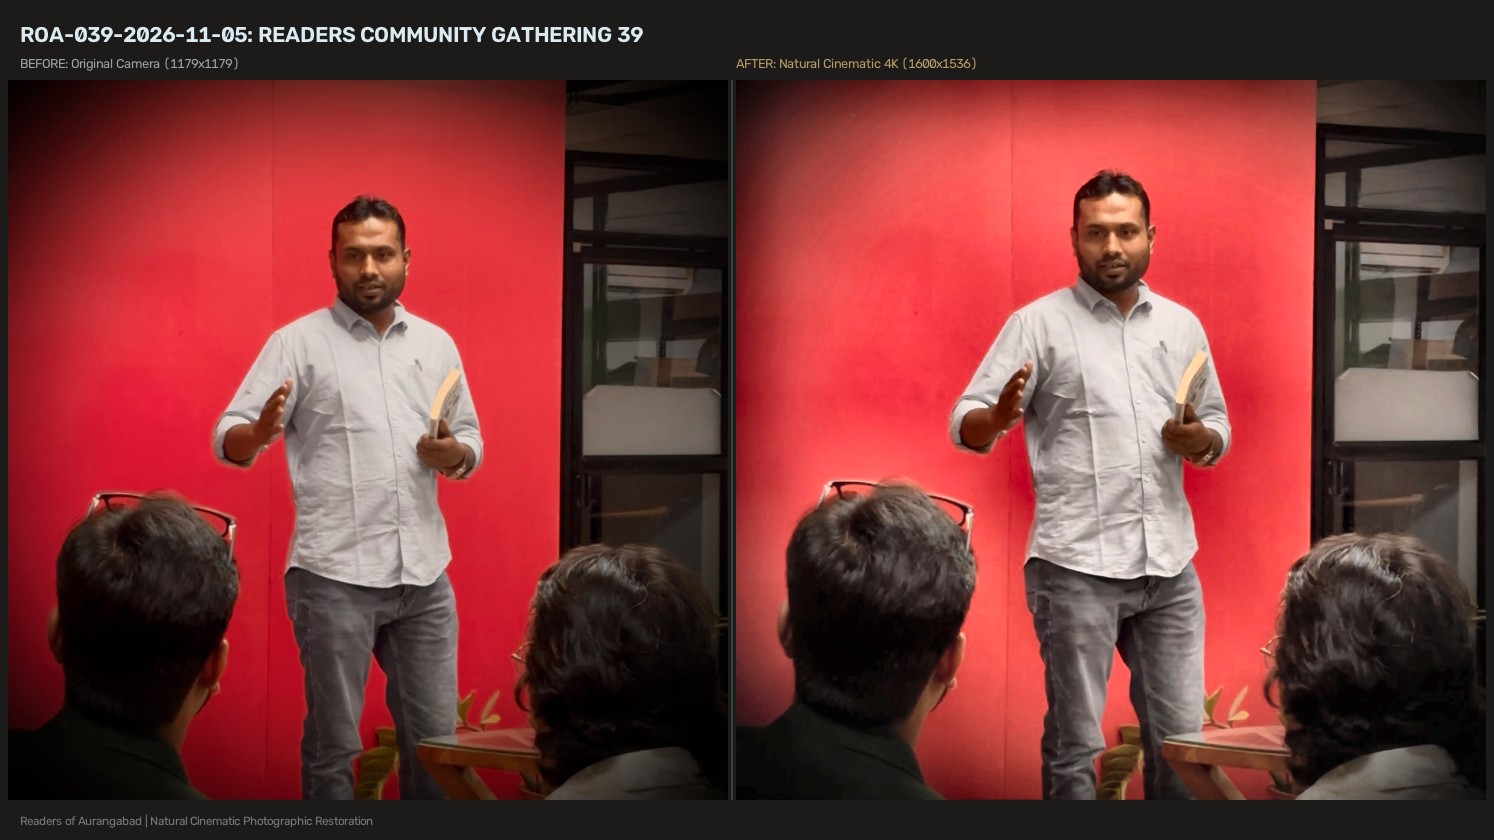 ROA-039-2026-11-05: READERS COMMUNITY GATHERING 39
BEFORE: Original Camera (1179x1179)
AFTER: Natural Cinematic 4K (1600x1536)
Readers of Aurangabad | Natural Cinematic Photographic Restoration